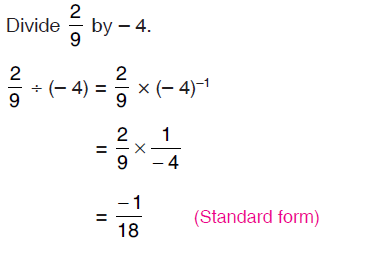 Divide 2/9 by – 4.
2/9 ÷ (– 4) = 2/9 × (– 4)⁻¹
= 2/9 × 1/– 4
= –1/18 (Standard form)